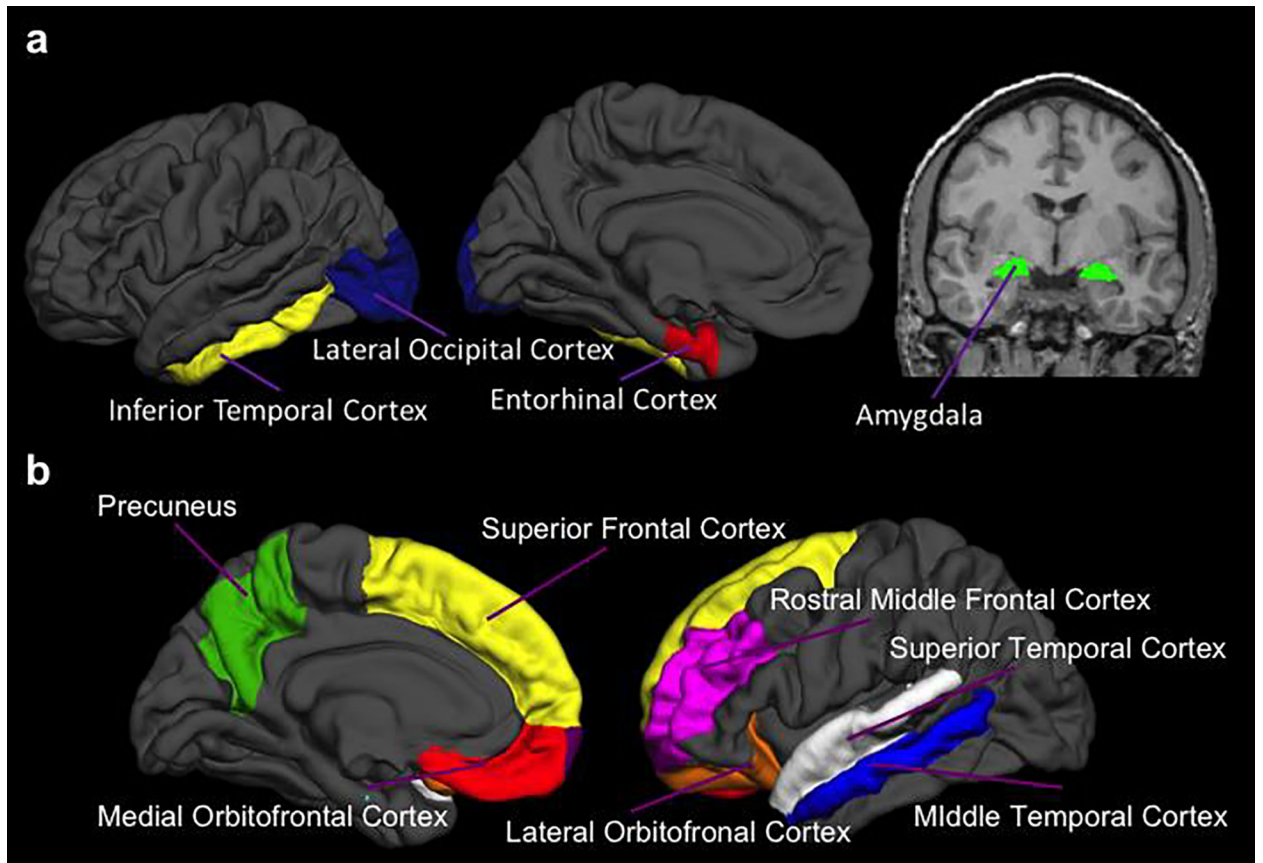 a
Lateral Occipital Cortex
Inferior Temporal Cortex
Entorhinal Cortex
Amygdala
b
Precuneus
Superior Frontal Cortex
Rostral Middle Frontal Cortex
Superior Temporal Cortex
Medial Orbitofrontal Cortex
Lateral Orbitofronal Cortex
MIddle Temporal Cortex